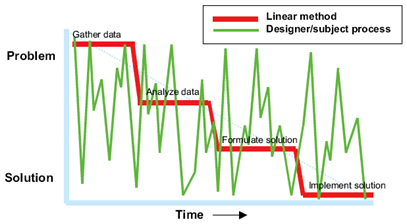 Linear method
Designer/subject process
Gather data
Problem
Analyze data
Formulate solution
Solution
Implement solution
Time